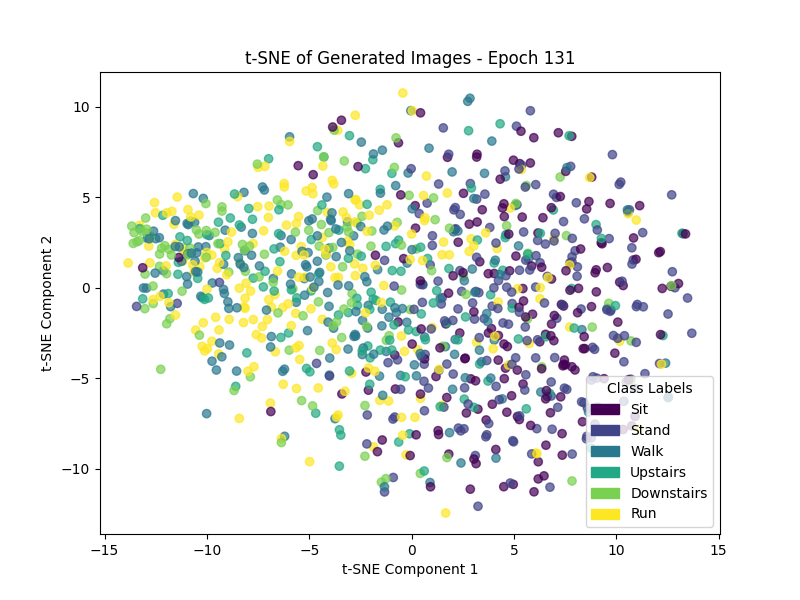 t-SNE of Generated Images - Epoch 131
t-SNE Component 2
10
5
0
−5
−10
−15
−10
−5
0
5
10
15
t-SNE Component 1
Class Labels
Sit
Stand
Walk
Upstairs
Downstairs
Run